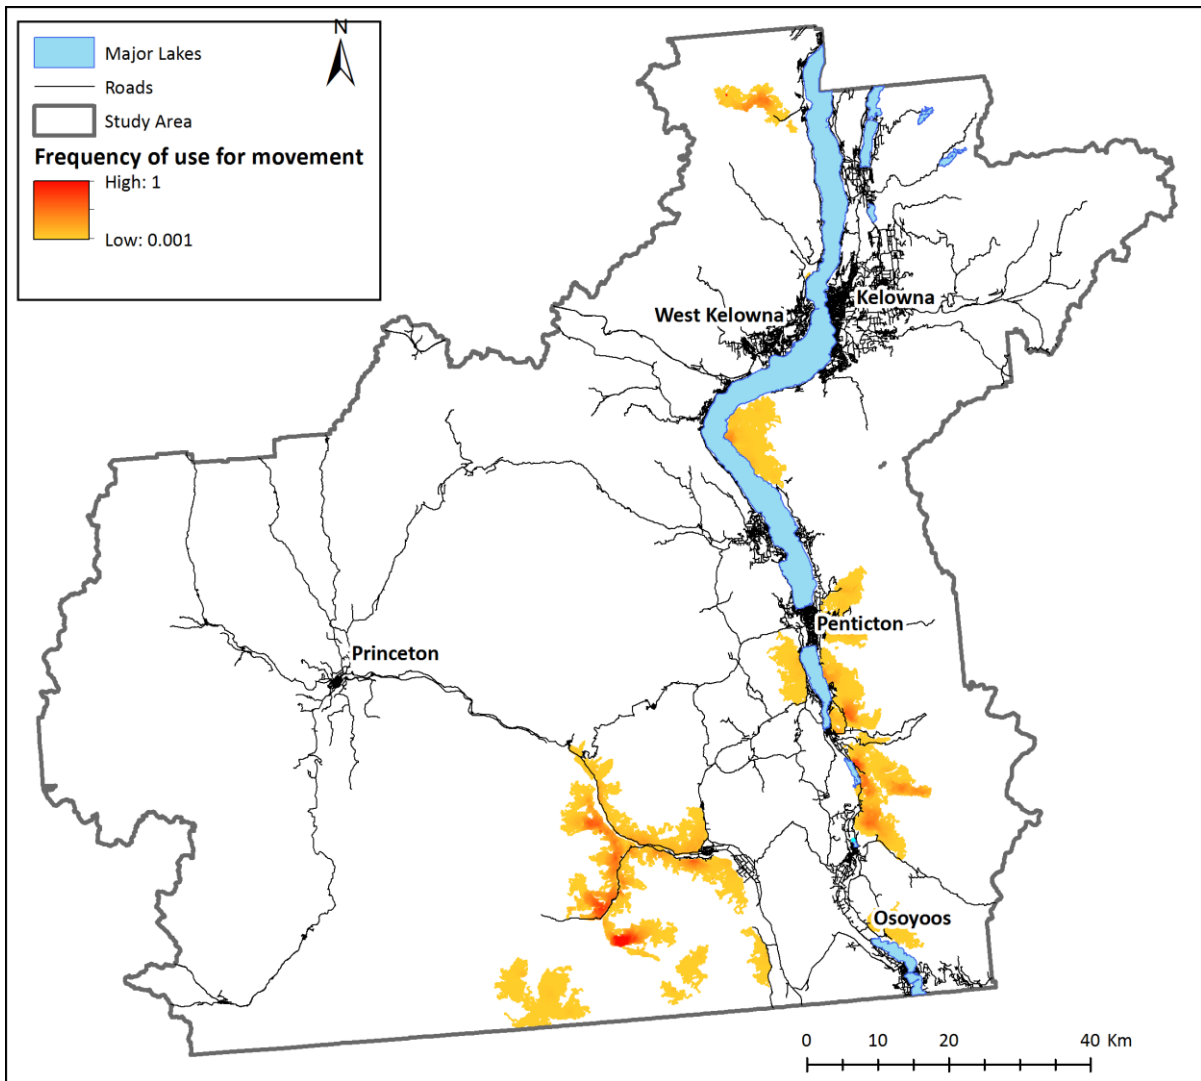 N
Major Lakes
Roads
Study Area
Frequency of use for movement
High: 1
Low: 0.001
Kelowna
West Kelowna
Penticton
Princeton
Osoyoos
0 10 20 40 Km